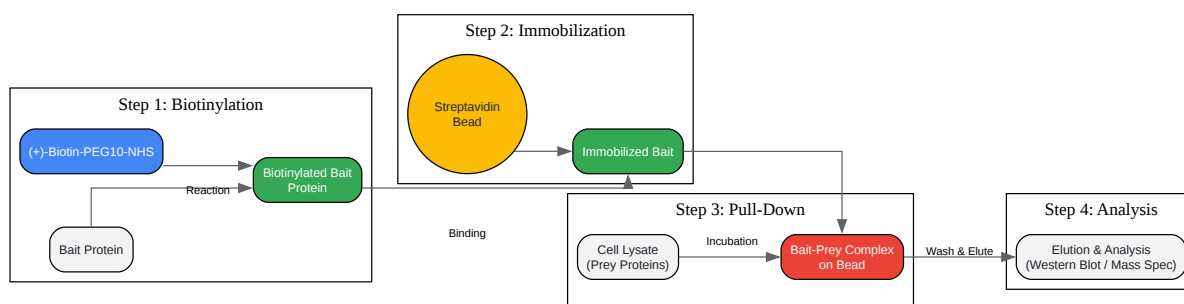 Step 1: Biotinylation
(+)-Biotin-PEG10-NHS
Reaction
Bait Protein
Biotinylated Bait
Protein
Step 2: Immobilization
Streptavidin
Bead
Immobilized Bait
Binding
Step 3: Pull-Down
Cell Lysate
(Prey Proteins)
Incubation
Bait-Prey Complex
on Bead
Wash & Elute
Step 4: Analysis
Elution & Analysis
(Western Blot / Mass Spec)